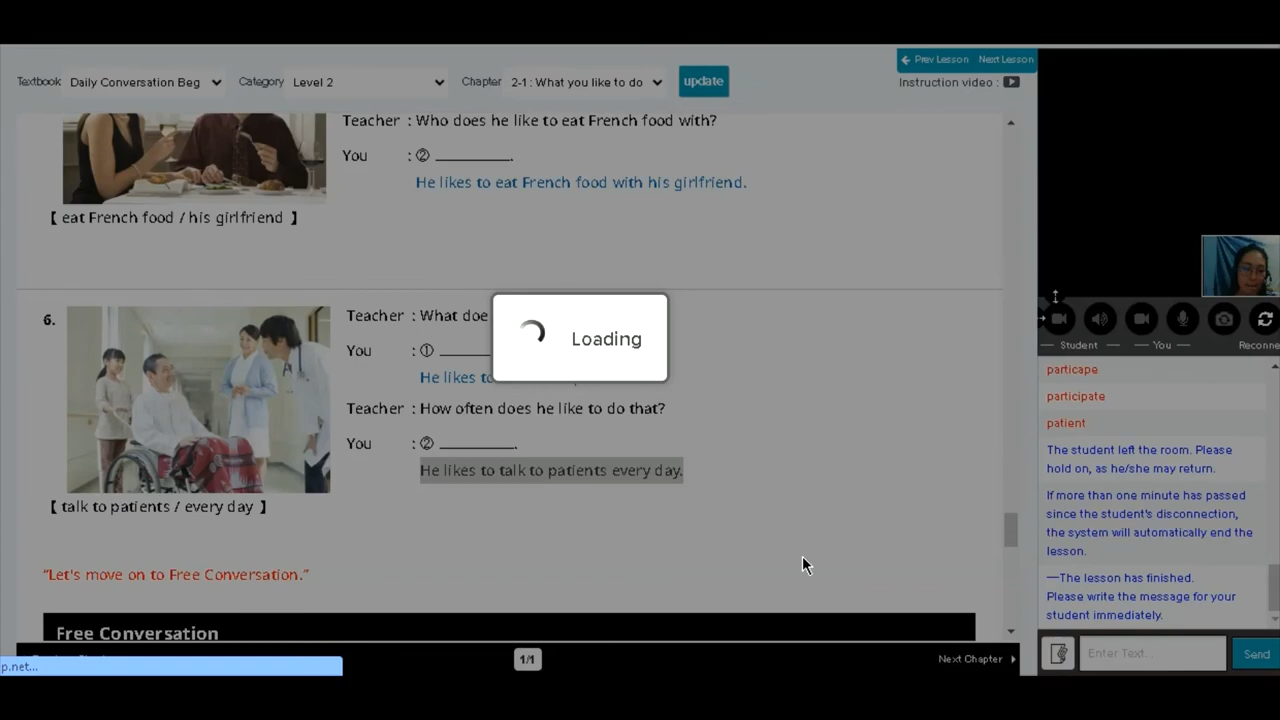 Prev Lesson Next Lesson
Textbook Daily Conversation Beg Category Level 2 Chapter 2-1 : What you like to do update Instruction video :
Teacher : Who does he like to eat French food with?
You : ② __________.
He likes to eat French food with his girlfriend.
【 eat French food / his girlfriend 】
6.
Teacher : What doe
You : ①
He likes to
Teacher : How often does he like to do that?
You : ② __________.
He likes to talk to patients every day.
【 talk to patients / every day 】
Loading
“Let's move on to Free Conversation.”
Free Conversation
p.net...
1/1
Next Chapter
Student You Reconne
particape
participate
patient
The student left the room. Please
hold on, as he/she may return.
If more than one minute has passed
since the student's disconnection,
the system will automatically end the
lesson.
—The lesson has finished.
Please write the message for your
student immediately.
Enter Text... Send